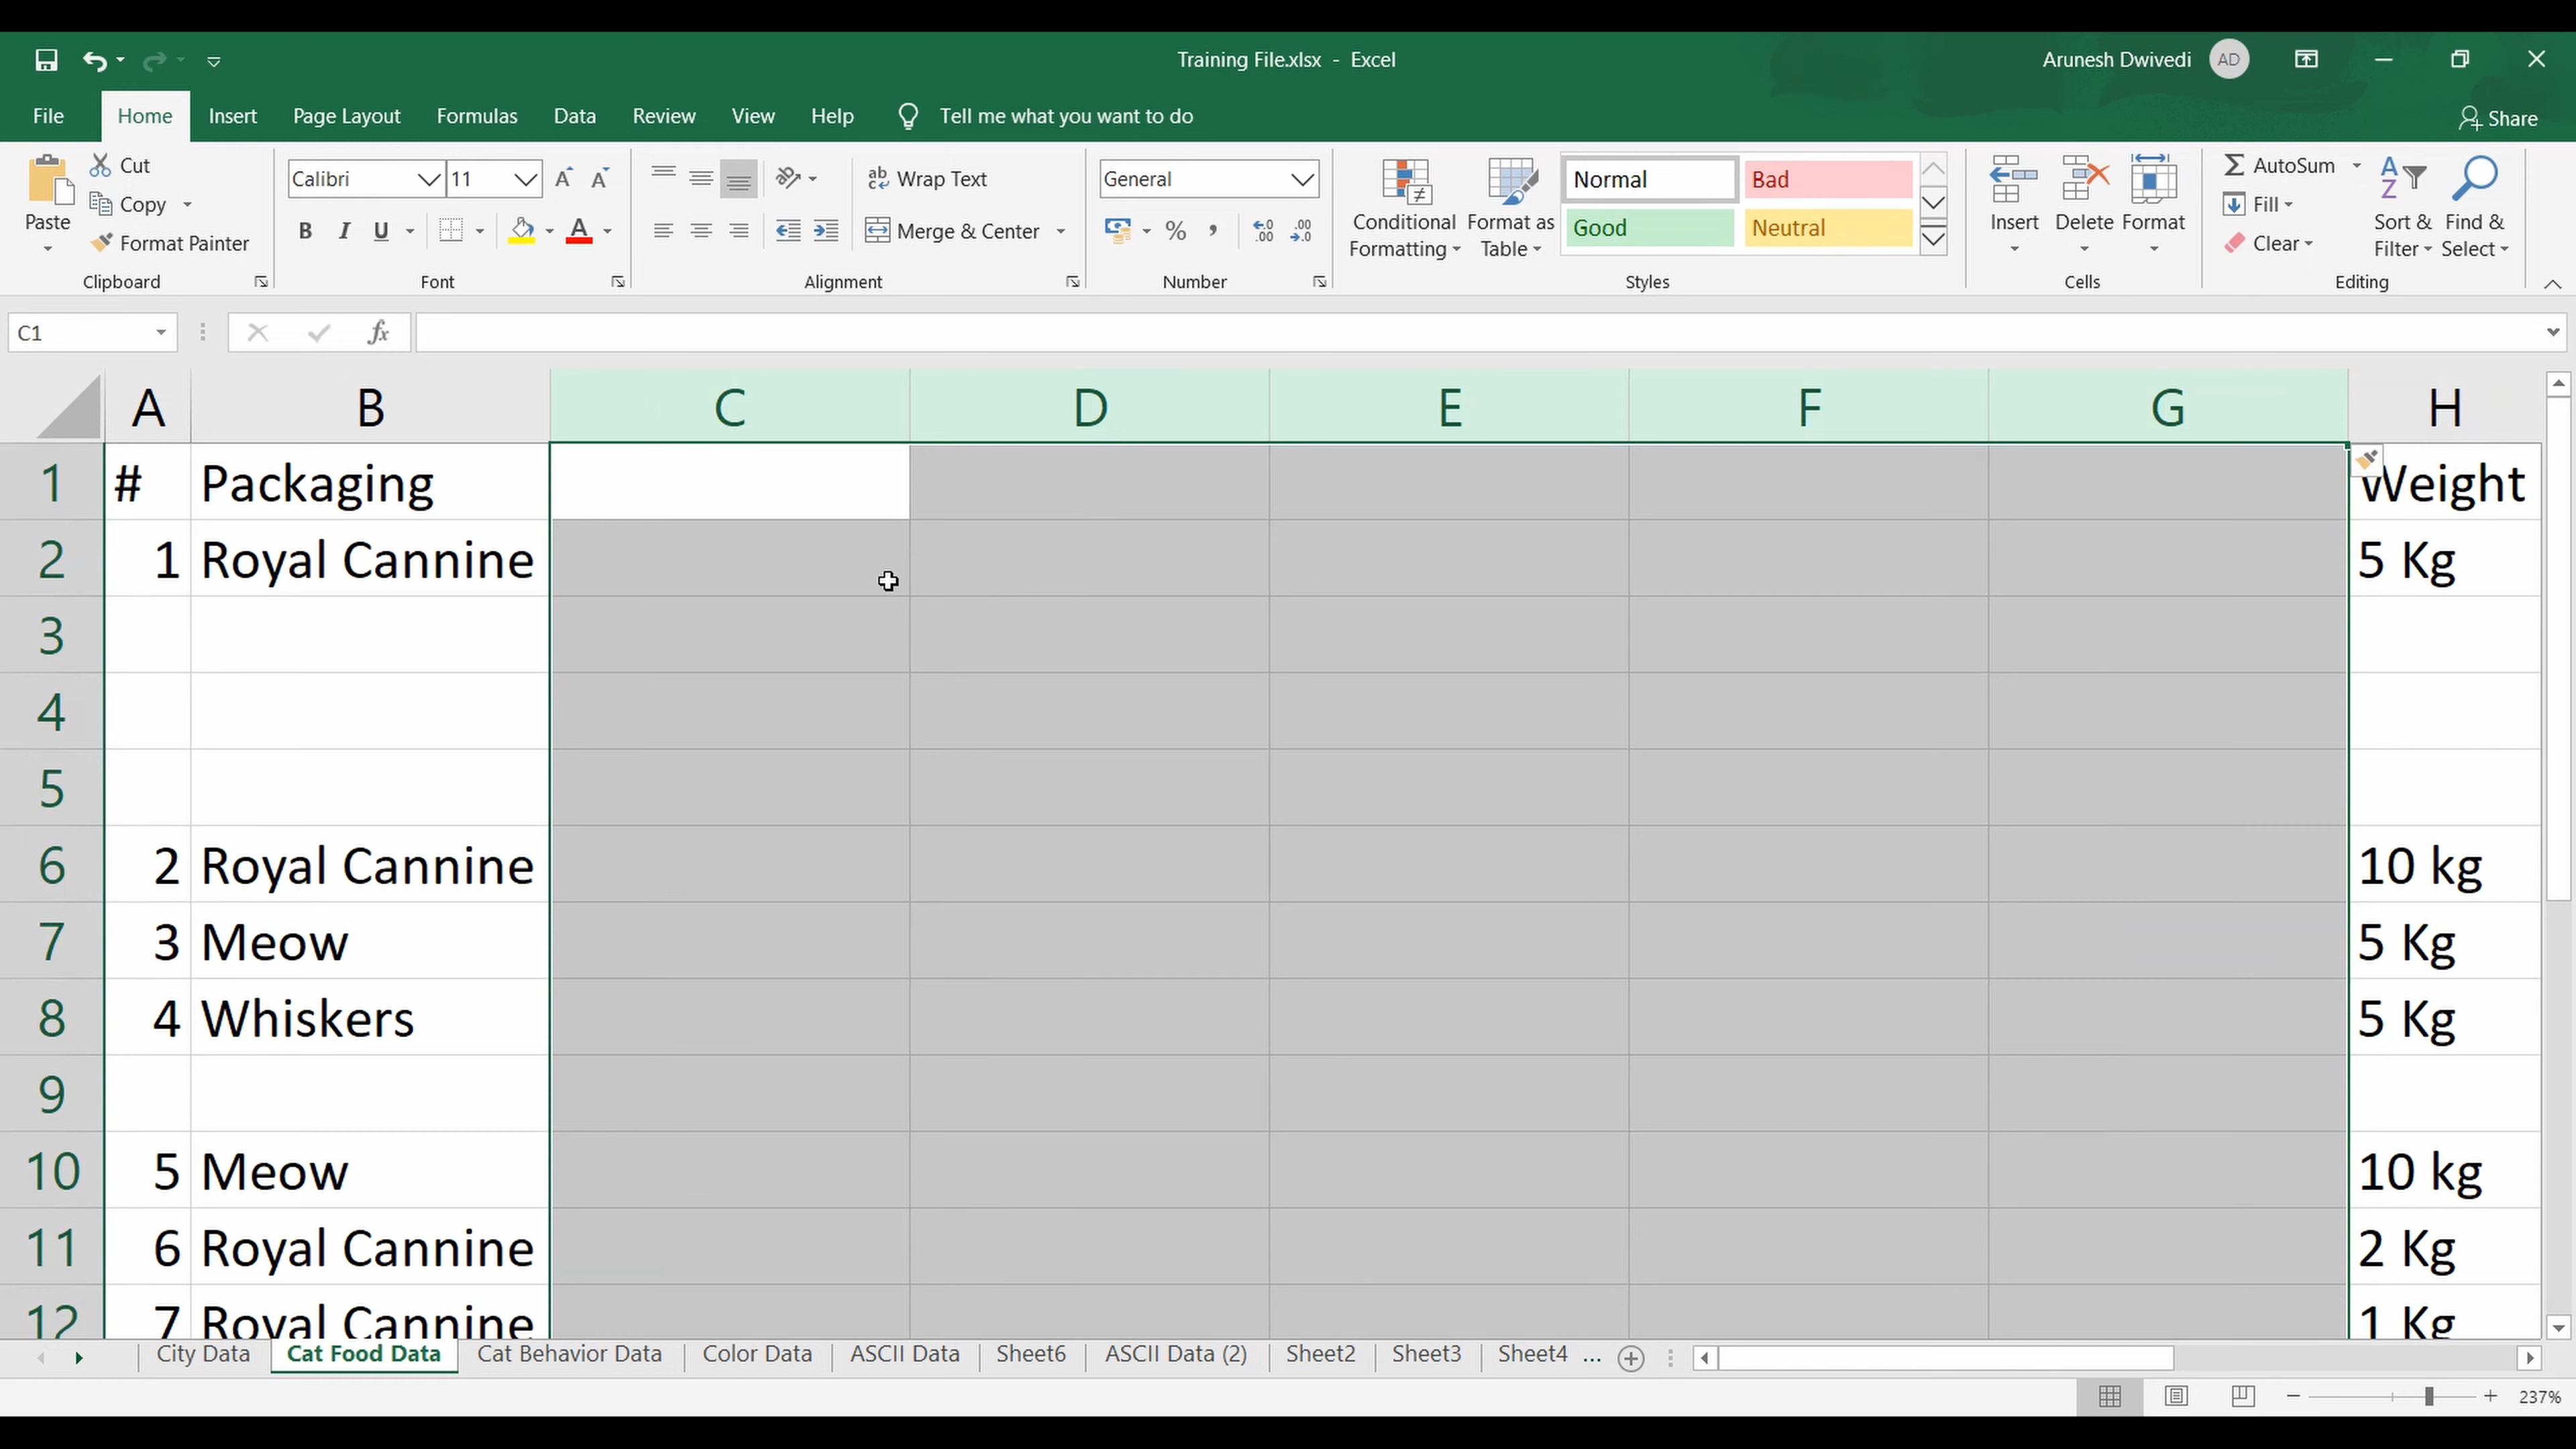 Training File.xlsx - Excel
Arunesh Dwivedi AD
File Home Insert Page Layout Formulas Data Review View Help Tell me what you want to do Share
Paste
Cut
Copy
Format Painter
Clipboard
Calibri 11
B I U A
Font
ab Wrap Text
Merge & Center
Alignment
General
% , .00 .00
Number
Conditional Formatting
Format as Table
Normal Bad
Good Neutral
Styles
Insert Delete Format
Cells
AutoSum
Fill
Clear
Sort & Filter
Find & Select
Editing
C1 fx
A B C D E F G H
1 # Packaging Weight
2 1 Royal Cannine 5 Kg
3
4
5
6 2 Royal Cannine 10 kg
7 3 Meow 5 Kg
8 4 Whiskers 5 Kg
9
10 5 Meow 10 kg
11 6 Royal Cannine 2 Kg
12 7 Royal Cannine 1 Kg
City Data Cat Food Data Cat Behavior Data Color Data ASCII Data Sheet6 ASCII Data (2) Sheet2 Sheet3 Sheet4 ...
237%